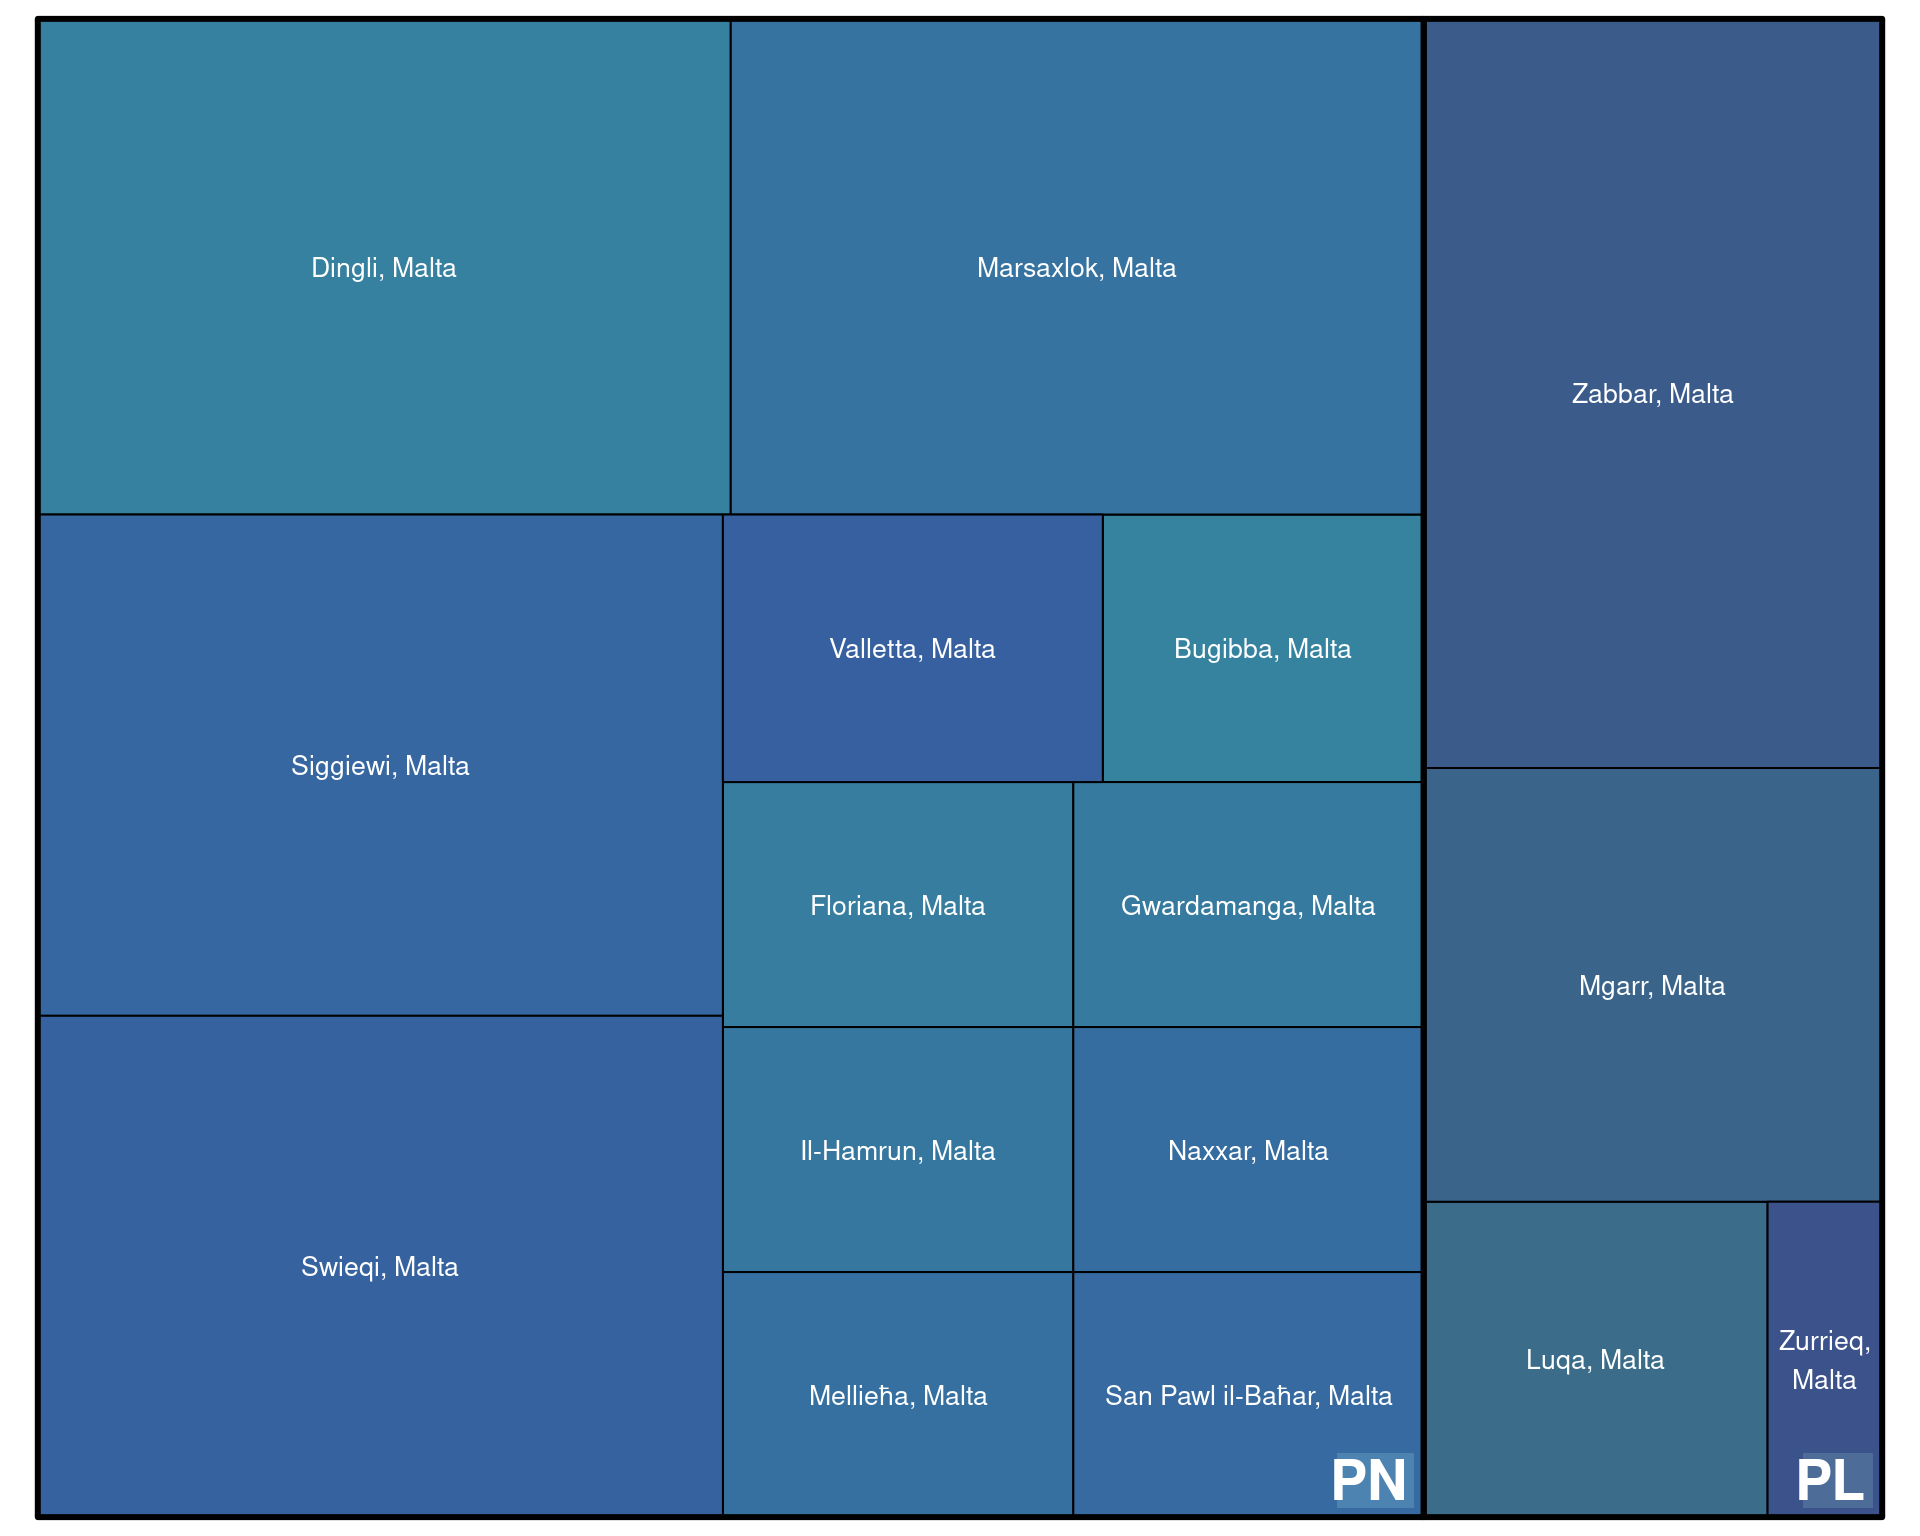 Dingli, Malta
Marsaxlok, Malta
Zabbar, Malta
Siggiewi, Malta
Valletta, Malta
Bugibba, Malta
Floriana, Malta
Gwardamanga, Malta
Mgarr, Malta
Il-Hamrun, Malta
Naxxar, Malta
Swieqi, Malta
Mellieħa, Malta
San Pawl il-Baħar, Malta
Luqa, Malta
Zurrieq,
Malta
PN
PL